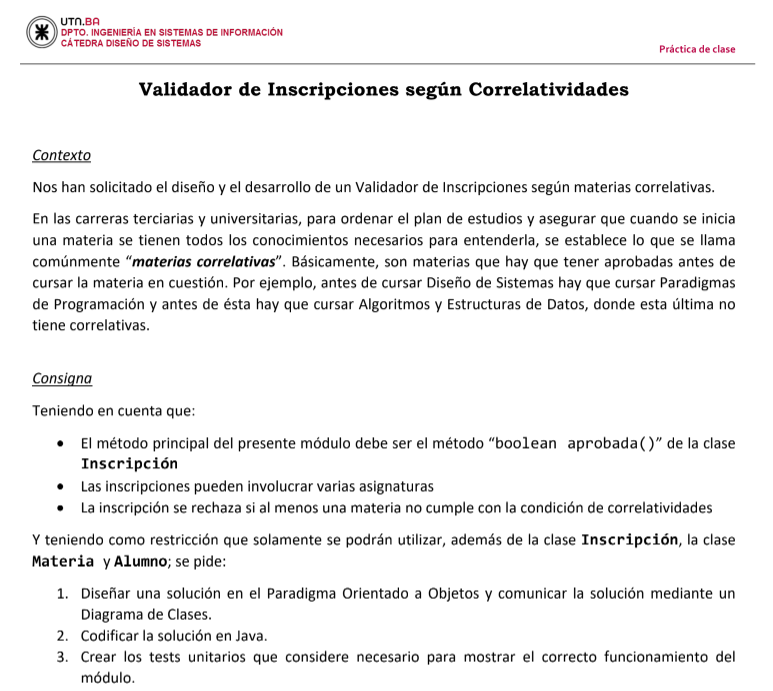 UTN.BA
DPTO. INGENIERÍA EN SISTEMAS DE INFORMACIÓN
CÁTEDRA DISEÑO DE SISTEMAS
Práctica de clase
Validador de Inscripciones según Correlatividades
Contexto
Nos han solicitado el diseño y el desarrollo de un Validador de Inscripciones según materias correlativas.
En las carreras terciarias y universitarias, para ordenar el plan de estudios y asegurar que cuando se inicia
una materia se tienen todos los conocimientos necesarios para entenderla, se establece lo que se llama
comúnmente “materias correlativas”. Básicamente, son materias que hay que tener aprobadas antes de
cursar la materia en cuestión. Por ejemplo, antes de cursar Diseño de Sistemas hay que cursar Paradigmas
de Programación y antes de ésta hay que cursar Algoritmos y Estructuras de Datos, donde esta última no
tiene correlativas.
Consigna
Teniendo en cuenta que:
• El método principal del presente módulo debe ser el método “boolean aprobada()” de la clase
Inscripción
• Las inscripciones pueden involucrar varias asignaturas
• La inscripción se rechaza si al menos una materia no cumple con la condición de correlatividades
Y teniendo como restricción que solamente se podrán utilizar, además de la clase Inscripción, la clase
Materia y Alumno; se pide:
1. Diseñar una solución en el Paradigma Orientado a Objetos y comunicar la solución mediante un
Diagrama de Clases.
2. Codificar la solución en Java.
3. Crear los tests unitarios que considere necesario para mostrar el correcto funcionamiento del
módulo.